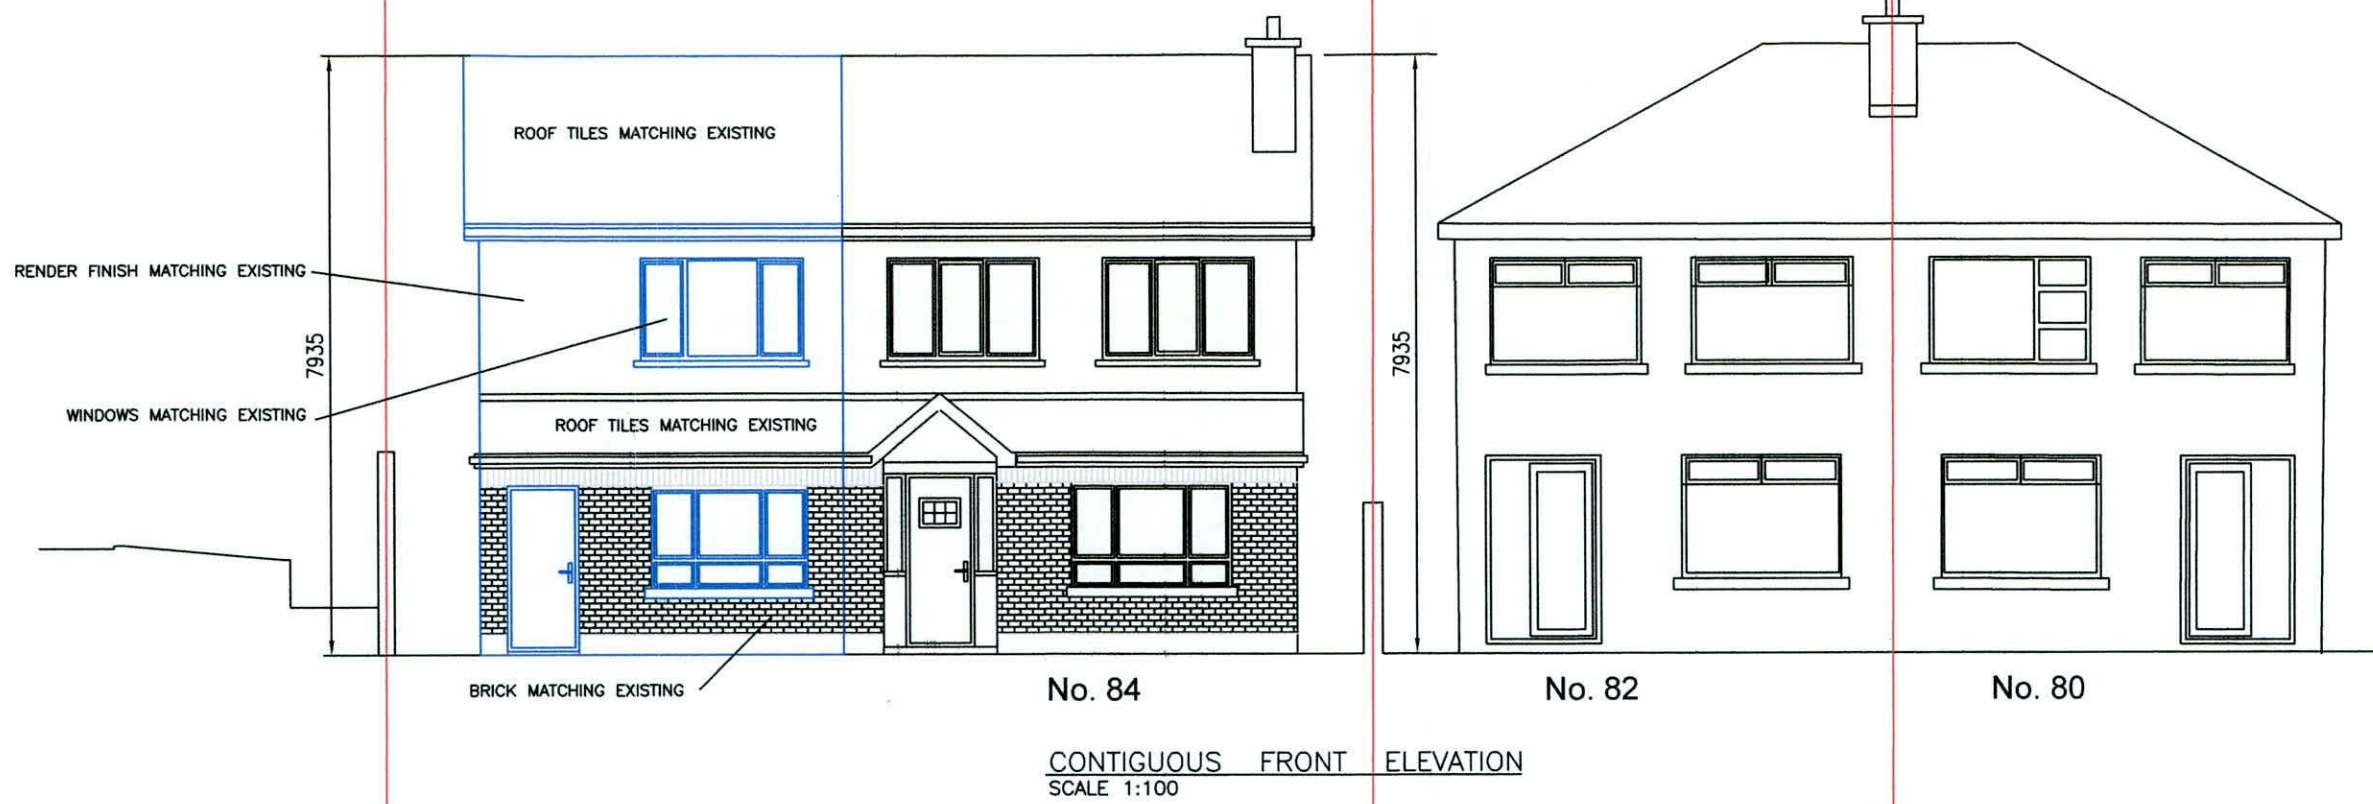 ROOF TILES MATCHING EXISTING
RENDER FINISH MATCHING EXISTING
7935
7935
WINDOWS MATCHING EXISTING
ROOF TILES MATCHING EXISTING
BRICK MATCHING EXISTING
No. 84
No. 82
No. 80
CONTIGUOUS FRONT ELEVATION
SCALE 1:100